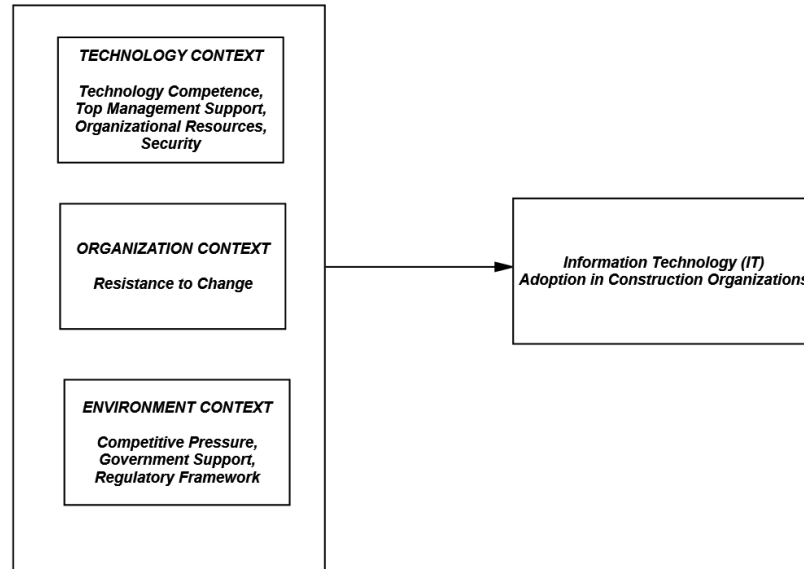 TECHNOLOGY CONTEXT
Technology Competence,
Top Management Support,
Organizational Resources,
Security
ORGANIZATION CONTEXT
Resistance to Change
ENVIRONMENT CONTEXT
Competitive Pressure,
Government Support,
Regulatory Framework
Information Technology (IT)
Adoption in Construction Organizations